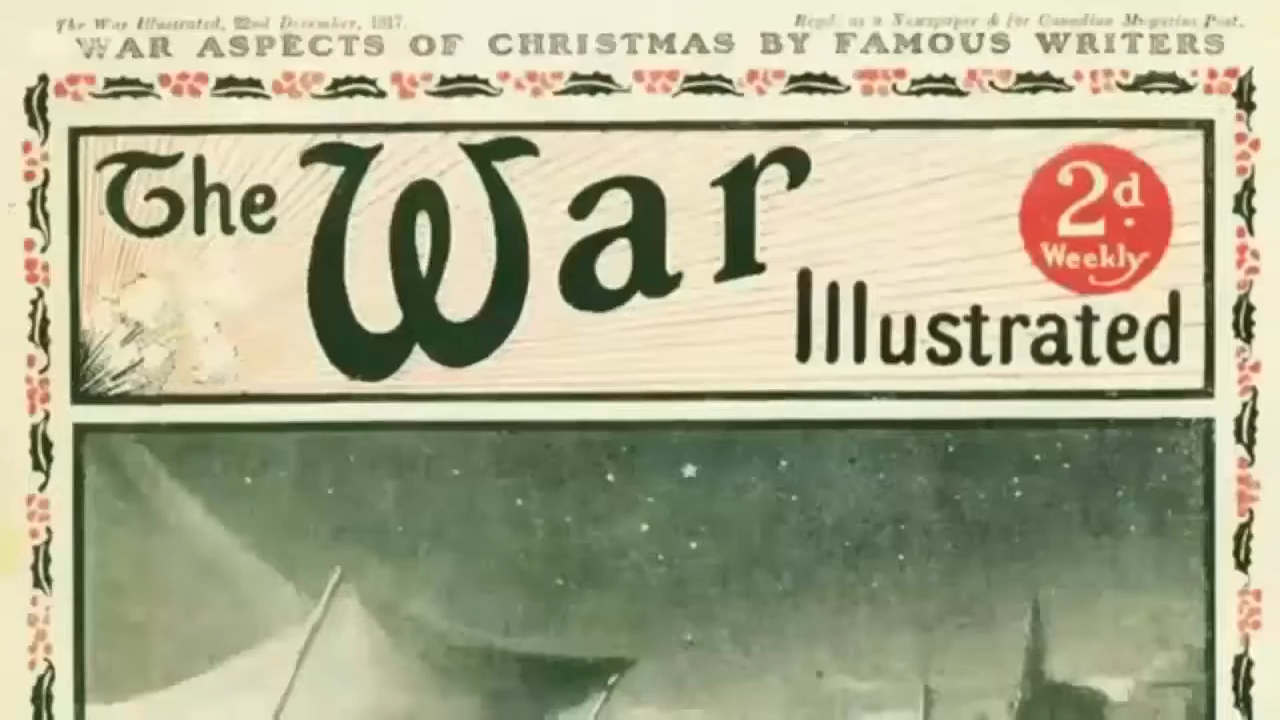 The War Illustrated, 22nd December, 1917.
Regd. as a Newspaper & for Canadian Magazine Post.
WAR ASPECTS OF CHRISTMAS BY FAMOUS WRITERS
The War
Illustrated
2d.
Weekly